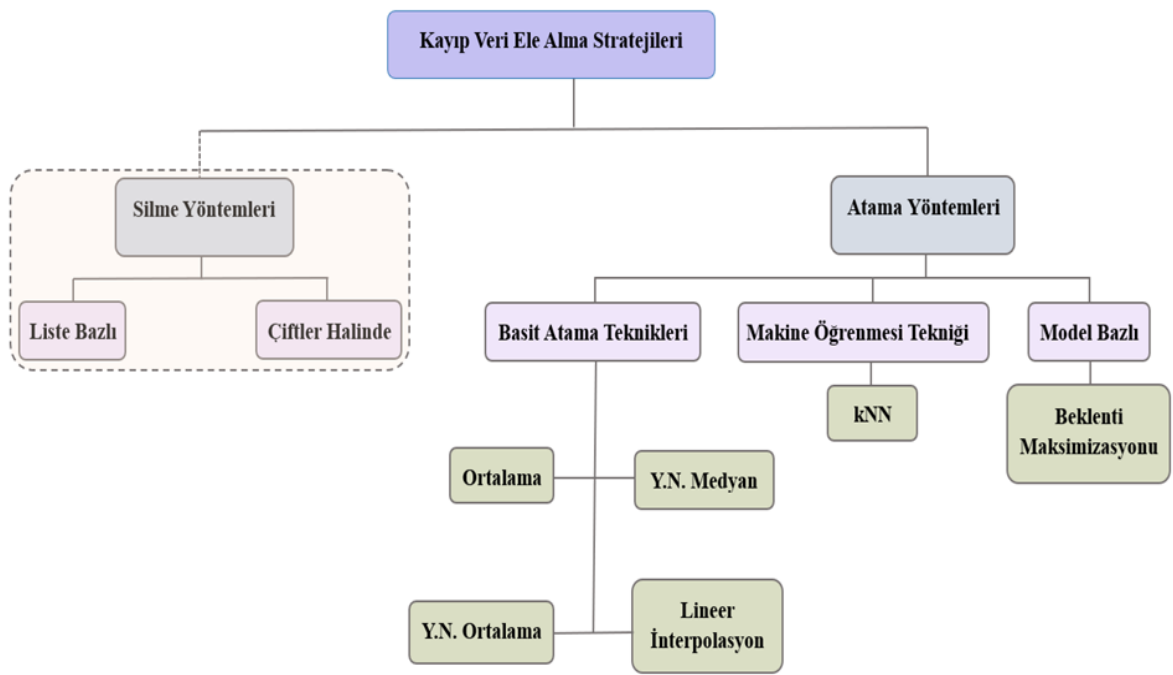 Kayıp Veri Ele Alma Stratejileri
Silme Yöntemleri
Atama Yöntemleri
Liste Bazlı
Çiftler Halinde
Basit Atama Teknikleri
Makine Öğrenmesi Tekniği
Model Bazlı
kNN
Beklenti
Maksimizasyonu
Ortalama
Y.N. Medyan
Y.N. Ortalama
Lineer
İnterpolasyon